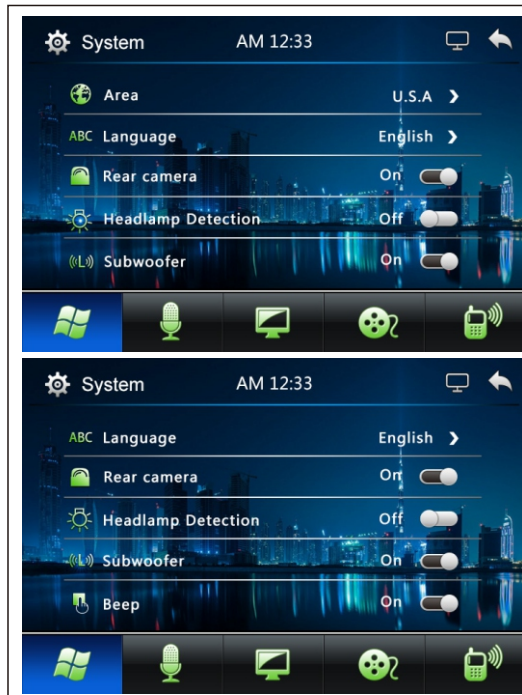 System AM 12:33
Area U.S.A
ABC Language English
Rear camera On
Headlamp Detection Off
((L)) Subwoofer On
System AM 12:33
ABC Language English
Rear camera On
Headlamp Detection Off
((L)) Subwoofer On
Beep On